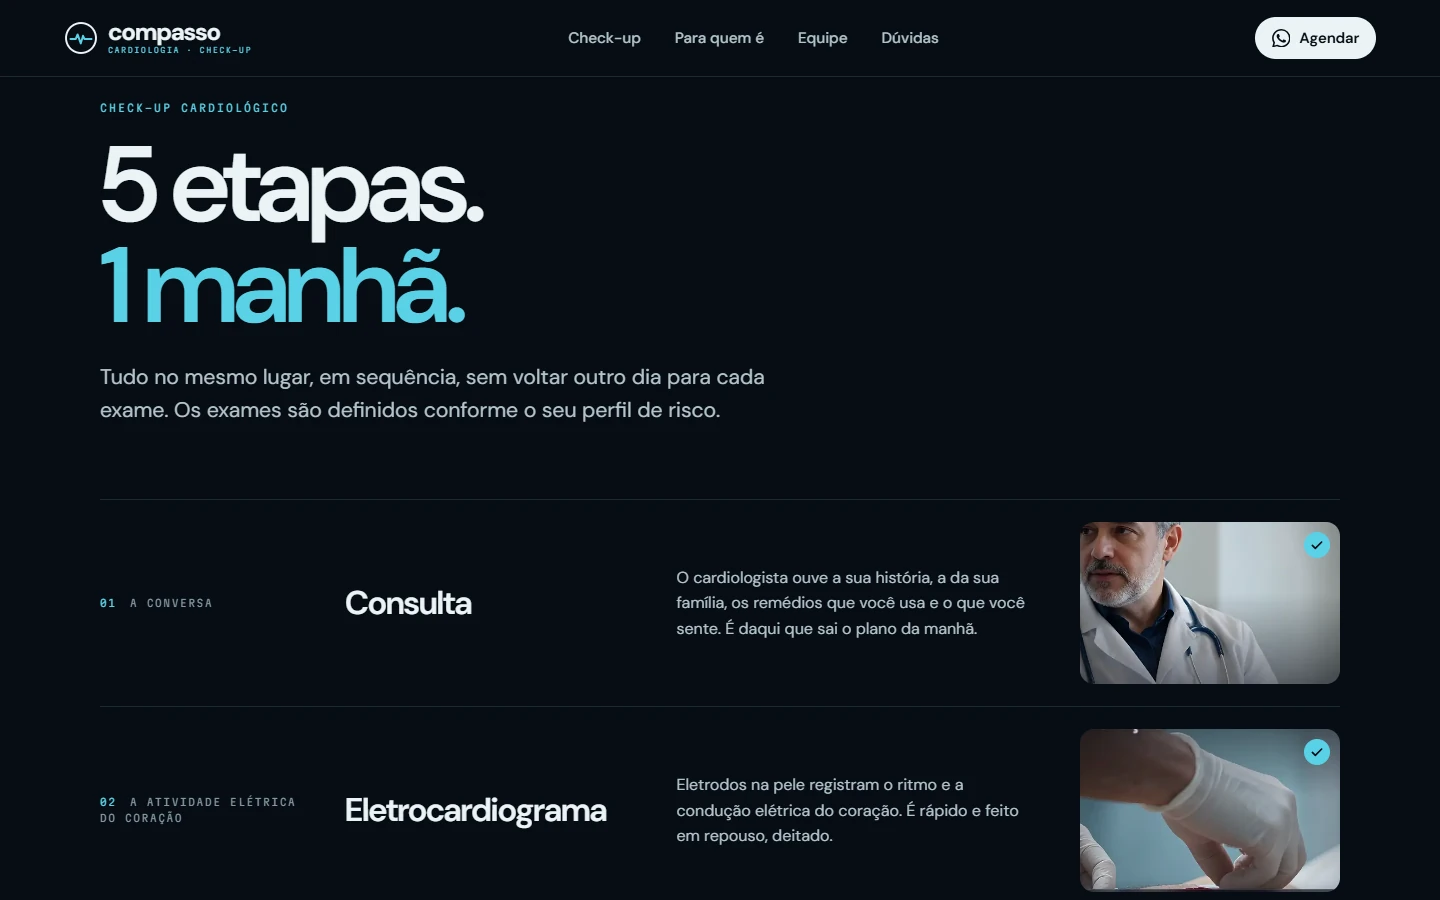 compasso
CARDIOLOGIA · CHECK-UP
Check-up
Para quem é
Equipe
Dúvidas
Agendar
CHECK-UP CARDIOLÓGICO
5 etapas.
1 manhã.
Tudo no mesmo lugar, em sequência, sem voltar outro dia para cada
exame. Os exames são definidos conforme o seu perfil de risco.
01 A CONVERSA
Consulta
O cardiologista ouve a sua história, a da sua
família, os remédios que você usa e o que você
sente. É daqui que sai o plano da manhã.
02 A ATIVIDADE ELÉTRICA
DO CORAÇÃO
Eletrocardiograma
Eletrodos na pele registram o ritmo e a
condução elétrica do coração. É rápido e feito
em repouso, deitado.